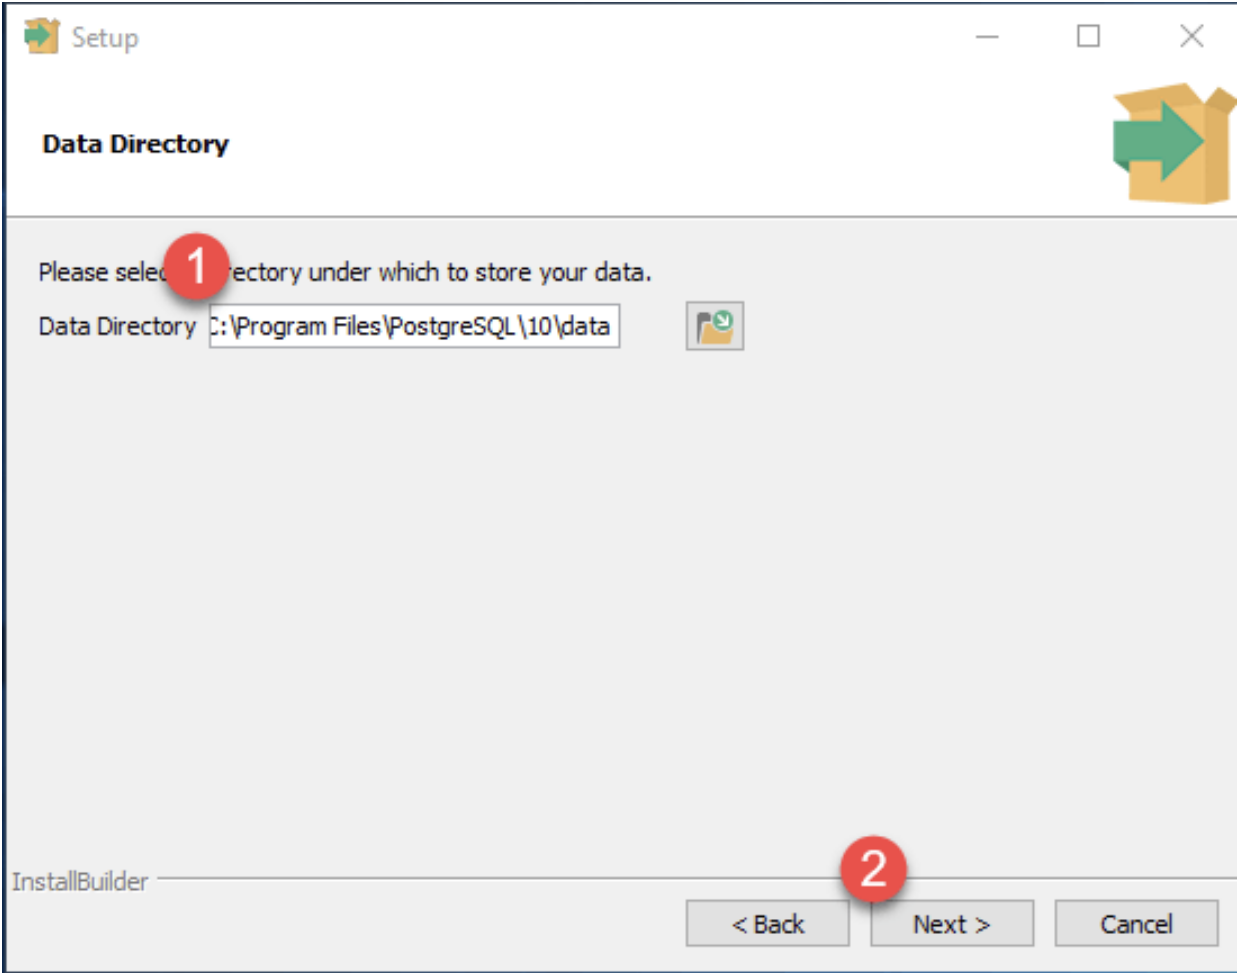 Setup
Data Directory
1
Please selec rectory under which to store your data.
Data Directory C:\Program Files\PostgreSQL\10\data
2
InstallBuilder
< Back Next > Cancel